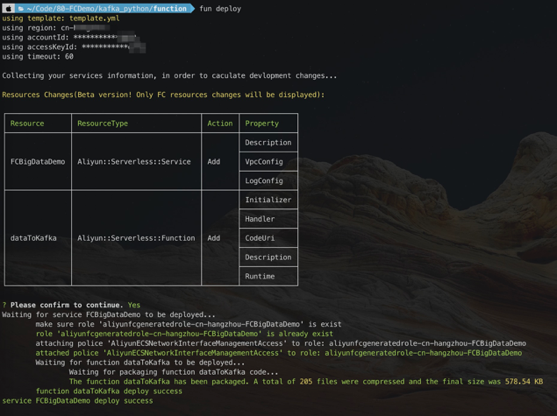 ~/Code/80-FCDemo/kafka_python/function fun deploy
using template: template.yml
using region: cn-
using accountId: ***********
using accessKeyId: ***********
using timeout: 60
Collecting your services information, in order to caculate devlopment changes...
Resources Changes(Beta version! Only FC resources changes will be displayed):
Resource ResourceType Action Property
FCBigDataDemo Aliyun::Serverless::Service Add Description
VpcConfig
LogConfig
dataToKafka Aliyun::Serverless::Function Add Initializer
Handler
CodeUri
Description
Runtime
? Please confirm to continue. Yes
Waiting for service FCBigDataDemo to be deployed...
make sure role 'aliyunfcgeneratedrole-cn-hangzhou-FCBigDataDemo' is exist
role 'aliyunfcgeneratedrole-cn-hangzhou-FCBigDataDemo' is already exist
attaching police 'AliyunECSNetworkInterfaceManagementAccess' to role: aliyunfcgeneratedrole-cn-hangzhou-FCBigDataDemo
attached police 'AliyunECSNetworkInterfaceManagementAccess' to role: aliyunfcgeneratedrole-cn-hangzhou-FCBigDataDemo
Waiting for function dataToKafka to be deployed...
Waiting for packaging function dataToKafka code...
The function dataToKafka has been packaged. A total of 205 files were compressed and the final size was 578.54 KB
function dataToKafka deploy success
service FCBigDataDemo deploy success